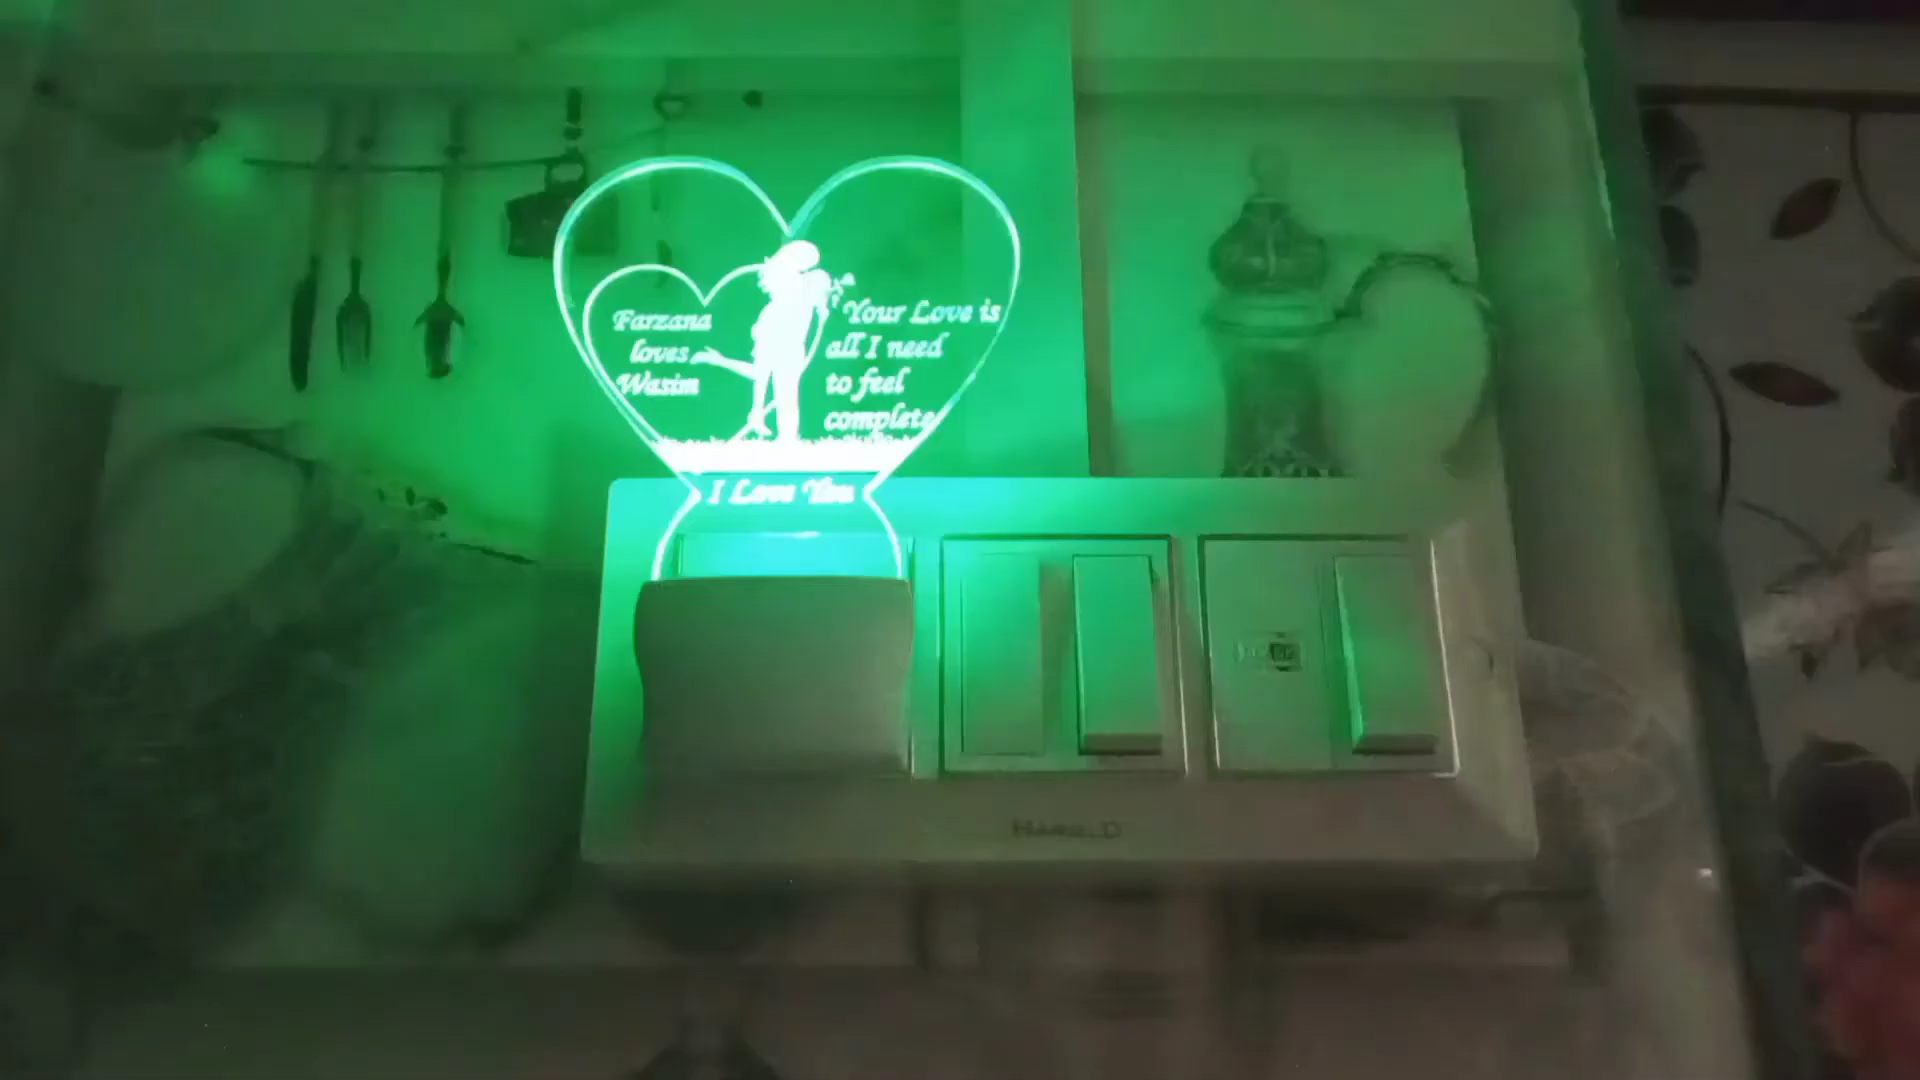 Farzana
loves
Wasim
Your Love is
all I need
to feel
complete
I Love You